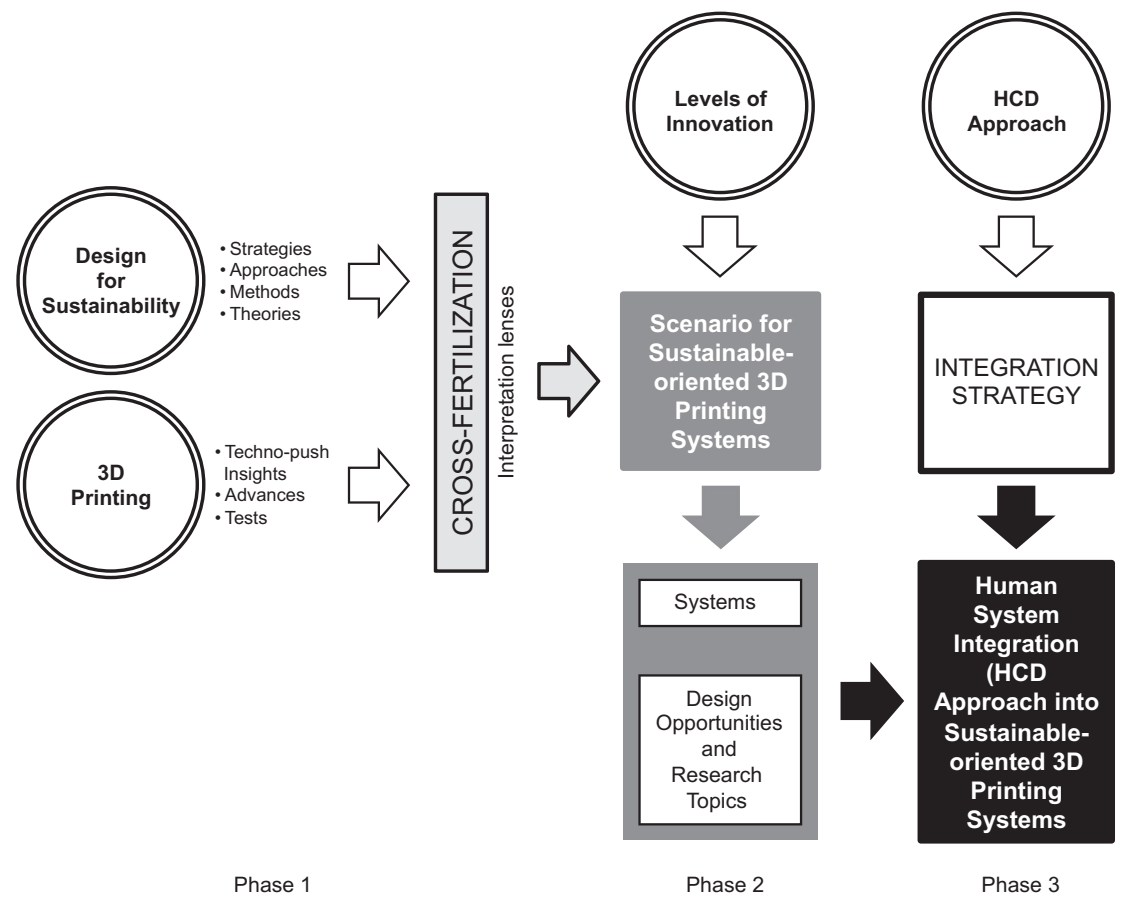 Design
for
Sustainability
• Strategies
• Approaches
• Methods
• Theories
3D
Printing
• Techno-push
Insights
• Advances
• Tests
CROSS-FERTILIZATION
Interpretation lenses
Levels of
Innovation
Scenario for
Sustainable-
oriented 3D
Printing
Systems
Systems
Design
Opportunities
and
Research
Topics
HCD
Approach
INTEGRATION
STRATEGY
Human
System
Integration
(HCD
Approach into
Sustainable-
oriented 3D
Printing
Systems
Phase 1
Phase 2
Phase 3